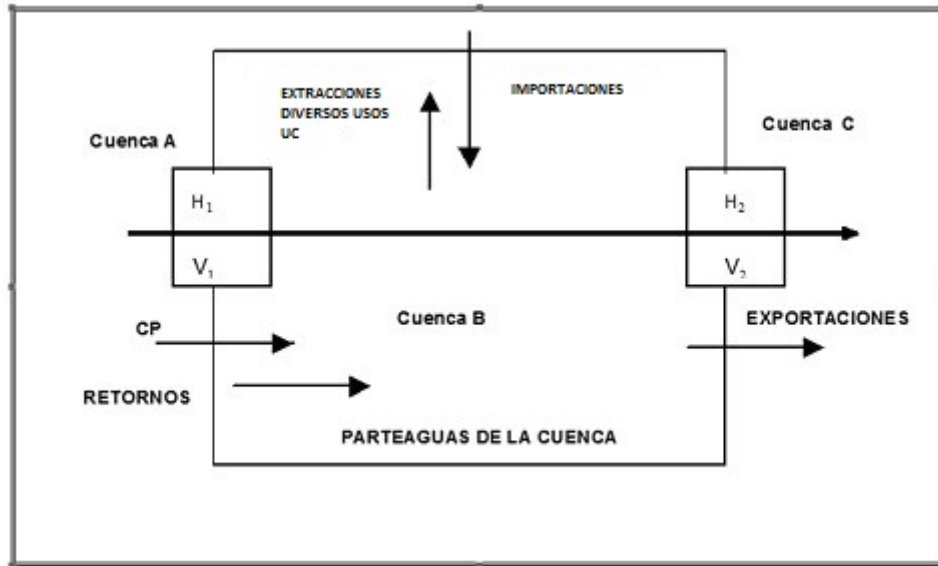 EXTRACCIONES
DIVERSOS USOS
UC
IMPORTACIONES
Cuenca A
Cuenca C
H₁
H₂
V₁
V₂
CP
Cuenca B
EXPORTACIONES
RETORNOS
PARTEAGUAS DE LA CUENCA